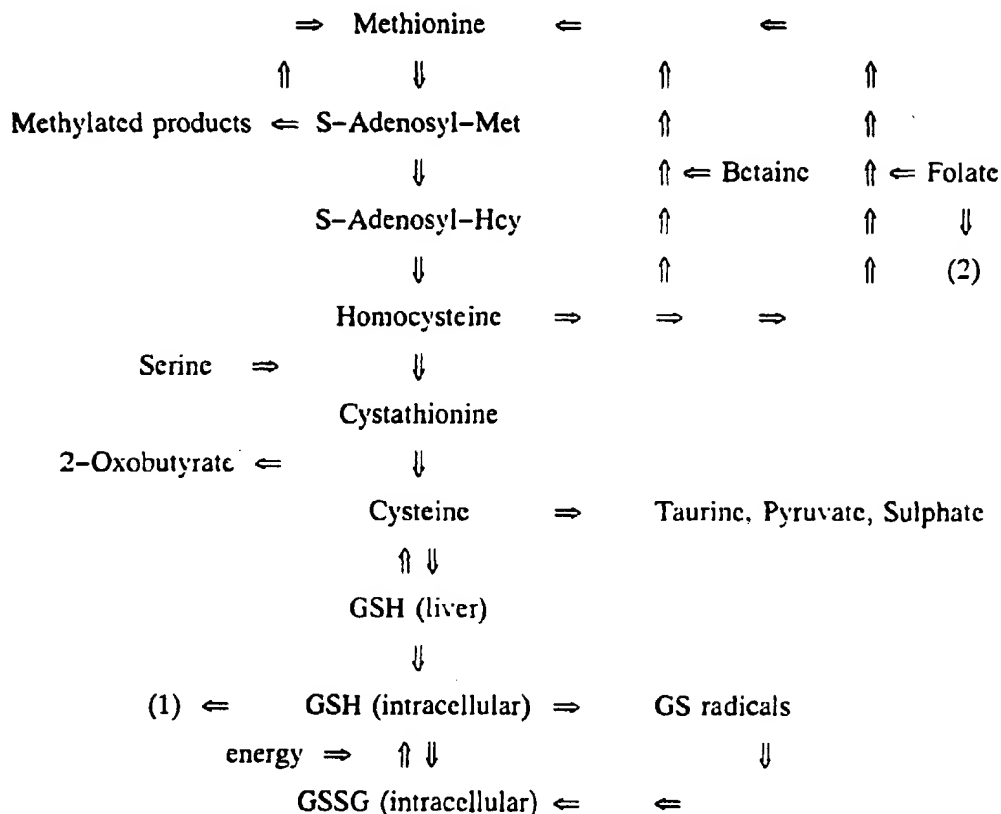 ⇒ Methionine ⇐ ⇐
⇑ ⇓ ⇑ ⇑
Methylated products ⇐ S-Adenosyl-Met ⇑ ⇑
⇓ ⇑ ⇐ Betaine ⇑ ⇐ Folate
S-Adenosyl-Hcy ⇑ ⇑ ⇓
⇓ ⇑ ⇑ (2)
Homocysteine ⇒ ⇒ ⇒
Serine ⇒ ⇓
Cystathionine
2-Oxobutyrate ⇐ ⇓
Cysteine ⇒ Taurine, Pyruvate, Sulphate
⇑ ⇓
GSH (liver)
⇓
(1) ⇐ GSH (intracellular) ⇒ GS radicals
energy ⇒ ⇑ ⇓ ⇓
GSSG (intracellular) ⇐ ⇐